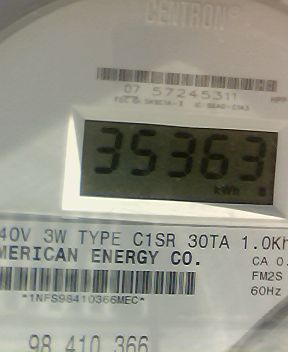 CENTRON®
07 57245311
35363
kWh
40V 3W TYPE C1SR 30TA 1.0Kh
MERICAN ENERGY CO.
CA 0.
FM2S
60Hz
*1NFS98410366MEC*
98 410 366